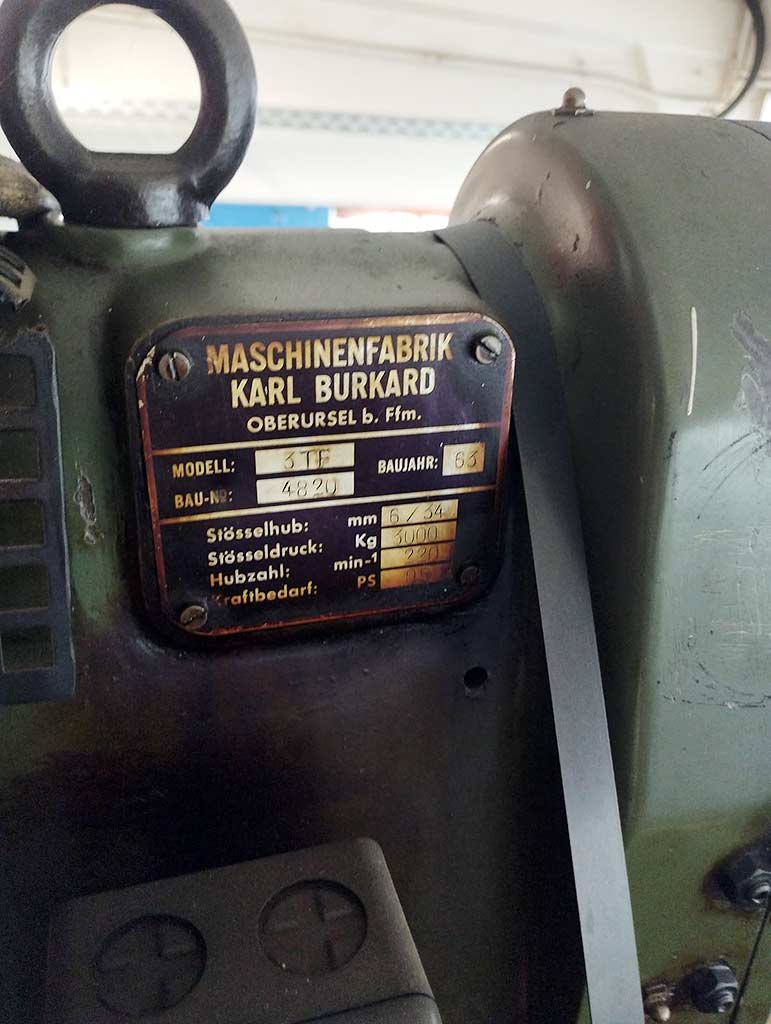 MASCHINENFABRIK
KARL BURKARD
OBERURSEL b. Ffm.
MODELL: 3TF BAUJAHR: 63
BAU-Nº: 4820
Stösselhub: mm 6/34
Stösseldruck: Kg 3000
Hubzahl: min-1 220
Kraftbedarf: PS